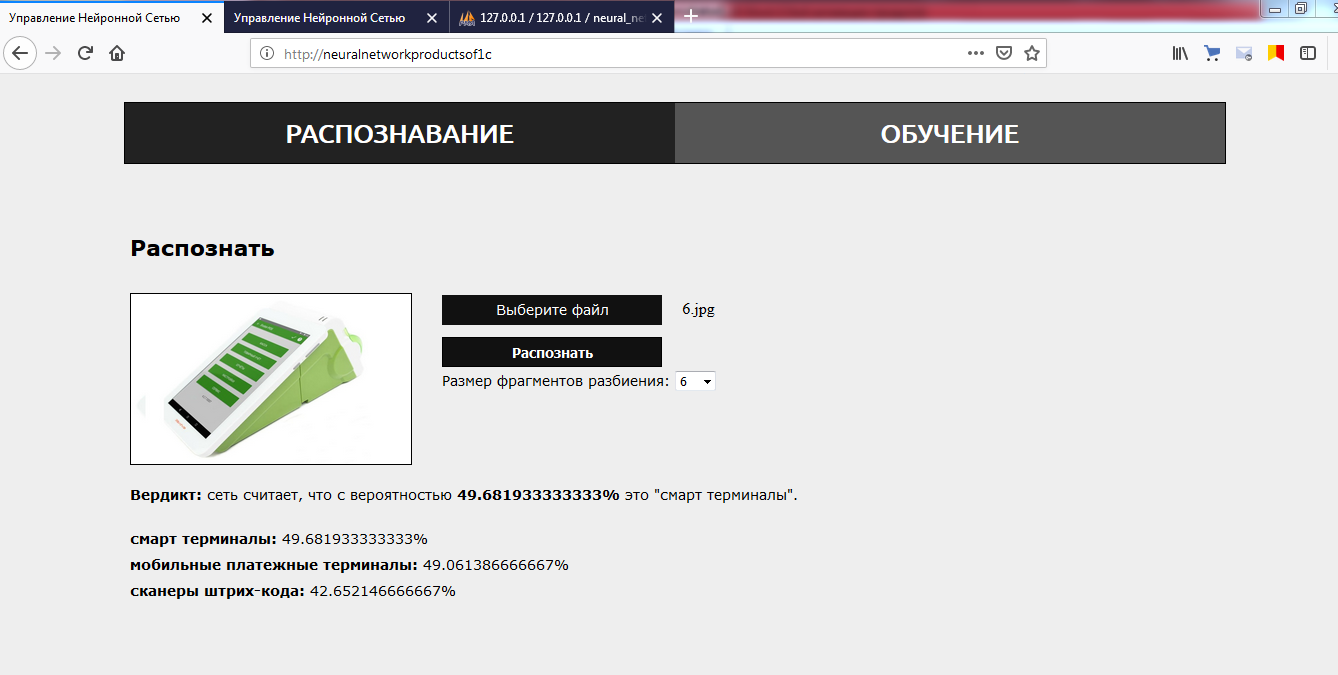 Управление Нейронной Сетью
Управление Нейронной Сетью
127.0.0.1 / 127.0.0.1 / neural_ne
http://neuralnetworkproductsof1c
РАСПОЗНАВАНИЕ
ОБУЧЕНИЕ
Распознать
Выберите файл
6.jpg
Распознать
Размер фрагментов разбиения: 6
Вердикт: сеть считает, что с вероятностью 49.681933333333% это "смарт терминалы".
смарт терминалы: 49.681933333333%
мобильные платежные терминалы: 49.061386666667%
сканеры штрих-кода: 42.652146666667%